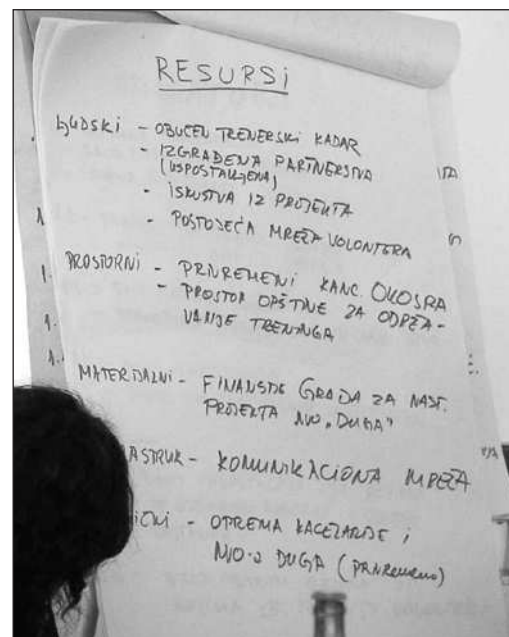 RESURSI
LJUDSKI - OBUČEN TRENERSKI KADAR
- IZGRAĐENA PARTNERSTVA
(USPOSTAVLJENA)
- ISKUSTVA IZ PROJEKTA
- POSTOJEĆA MREŽA VOLONTERA
PROSTORNI - PRIVREMENI KANC.
- PROSTOR OPŠTINE ZA ODRŽA-
VANJE TRENINGA
MATERIJALNI - FINANSIJE GRADA ZA NAST.
PROJEKTA NVO "DUGA"
ASTRUK - KOMUNIKACIONA MREŽA
IČKI - OPREMA KANCELARIJE I
NVO-a DUGA (PRIVREMENO)